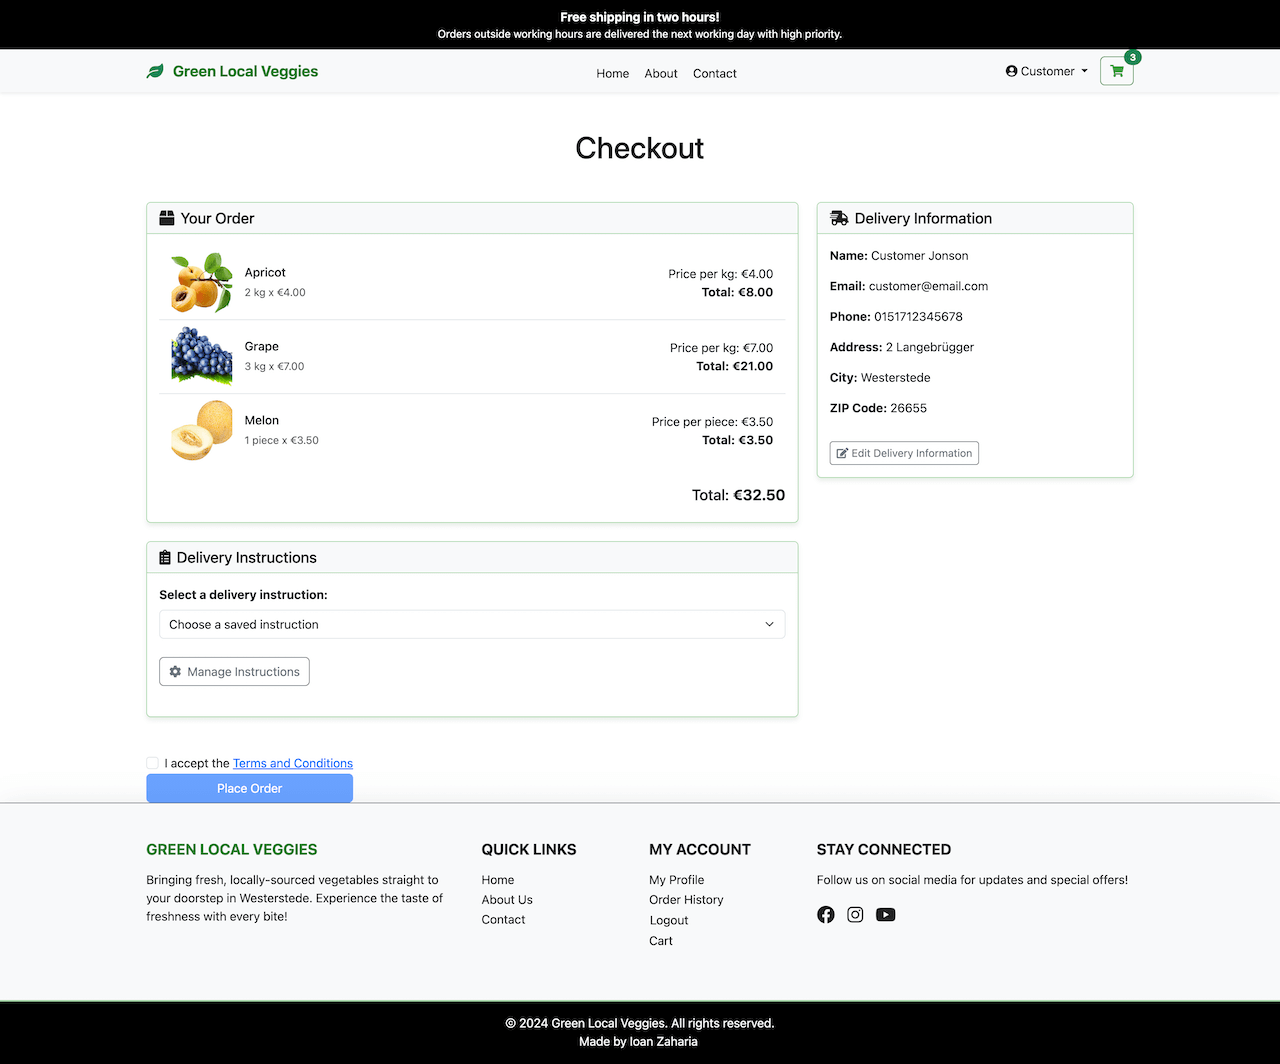 Free shipping in two hours!
Orders outside working hours are delivered the next working day with high priority.
Green Local Veggies
Home About Contact
Customer
3
Checkout
Your Order
Apricot
2 kg x €4.00
Price per kg: €4.00
Total: €8.00
Grape
3 kg x €7.00
Price per kg: €7.00
Total: €21.00
Melon
1 piece x €3.50
Price per piece: €3.50
Total: €3.50
Total: €32.50
Delivery Information
Name: Customer Jonson
Email: customer@email.com
Phone: 0151712345678
Address: 2 Langebrügger
City: Westerstede
ZIP Code: 26655
Edit Delivery Information
Delivery Instructions
Select a delivery instruction:
Choose a saved instruction
Manage Instructions
I accept the Terms and Conditions
Place Order
GREEN LOCAL VEGGIES
Bringing fresh, locally-sourced vegetables straight to
your doorstep in Westerstede. Experience the taste of
freshness with every bite!
QUICK LINKS
Home
About Us
Contact
MY ACCOUNT
My Profile
Order History
Logout
Cart
STAY CONNECTED
Follow us on social media for updates and special offers!
© 2024 Green Local Veggies. All rights reserved.
Made by Ioan Zaharia